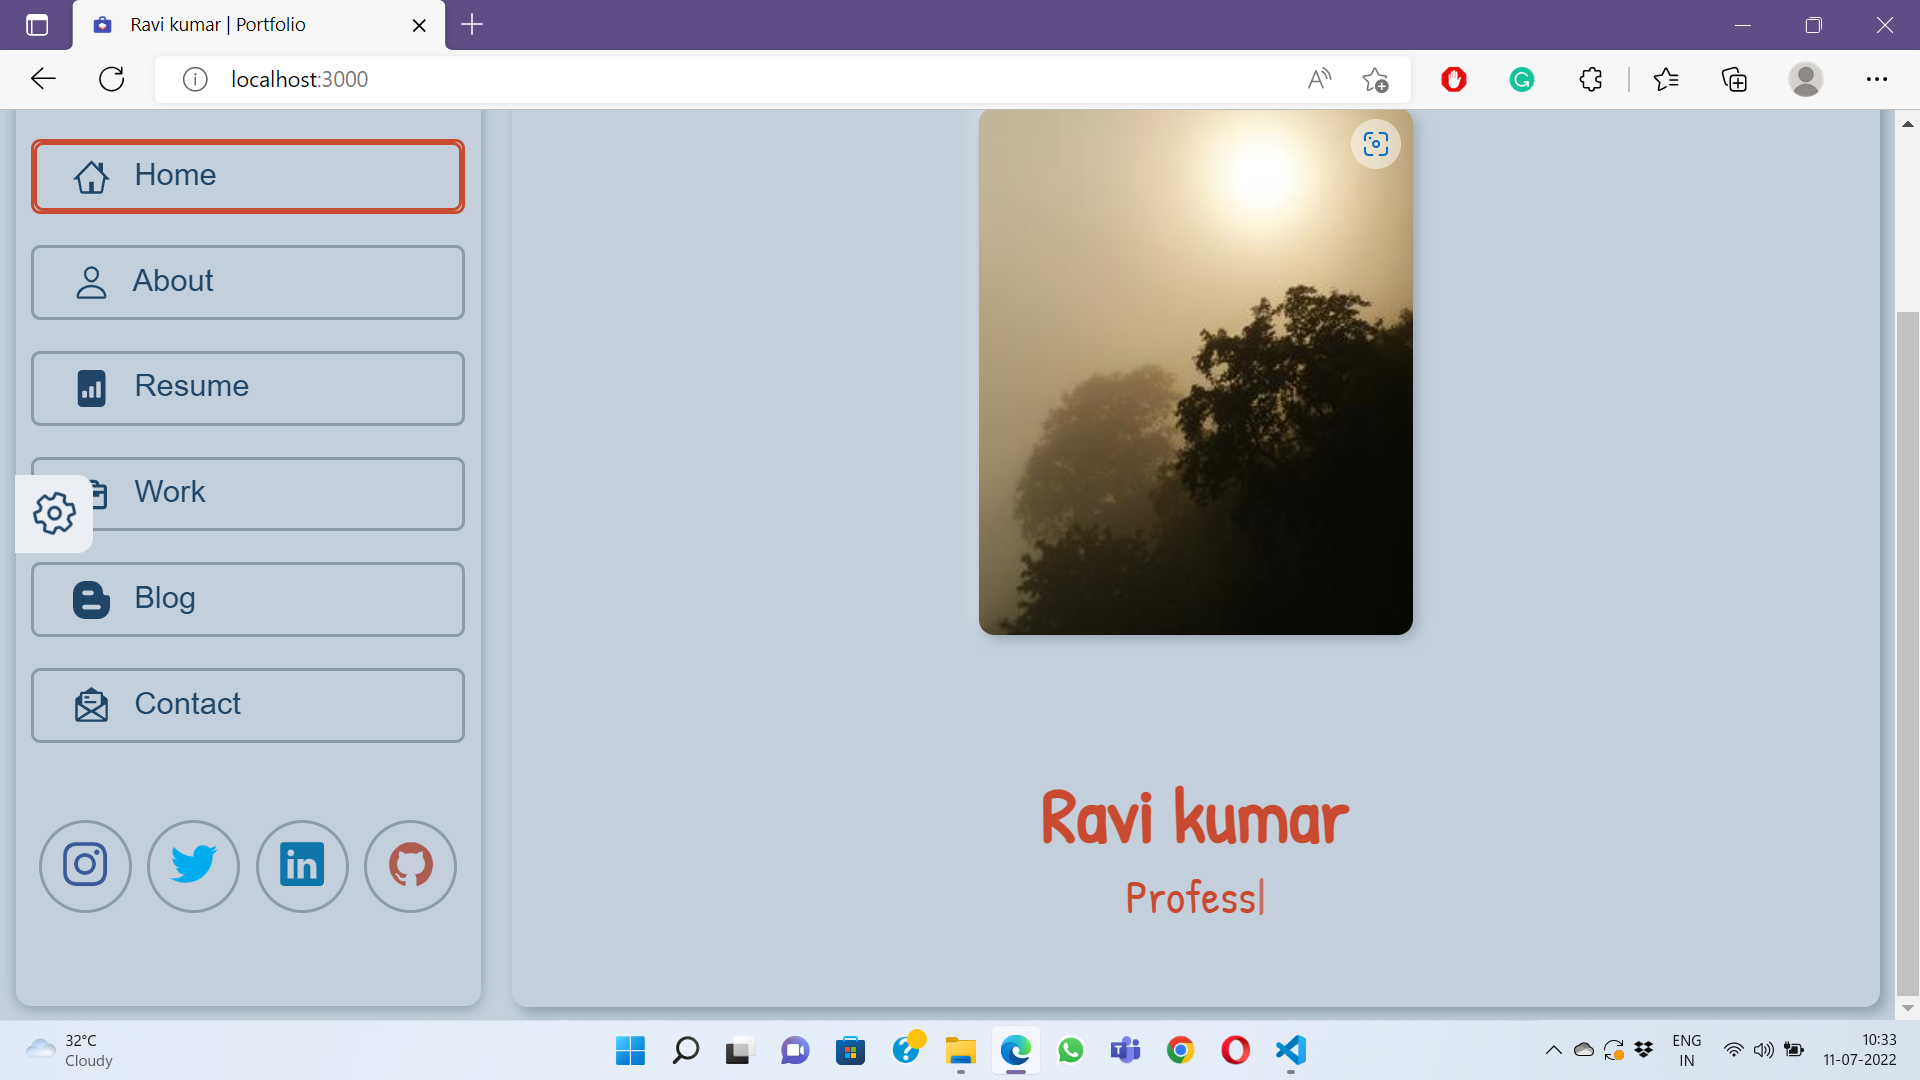 Ravi kumar | Portfolio
localhost:3000
Home
About
Resume
Work
Blog
Contact
Ravi kumar
Profess
32°C
Cloudy
ENG
IN
10:33
11-07-2022